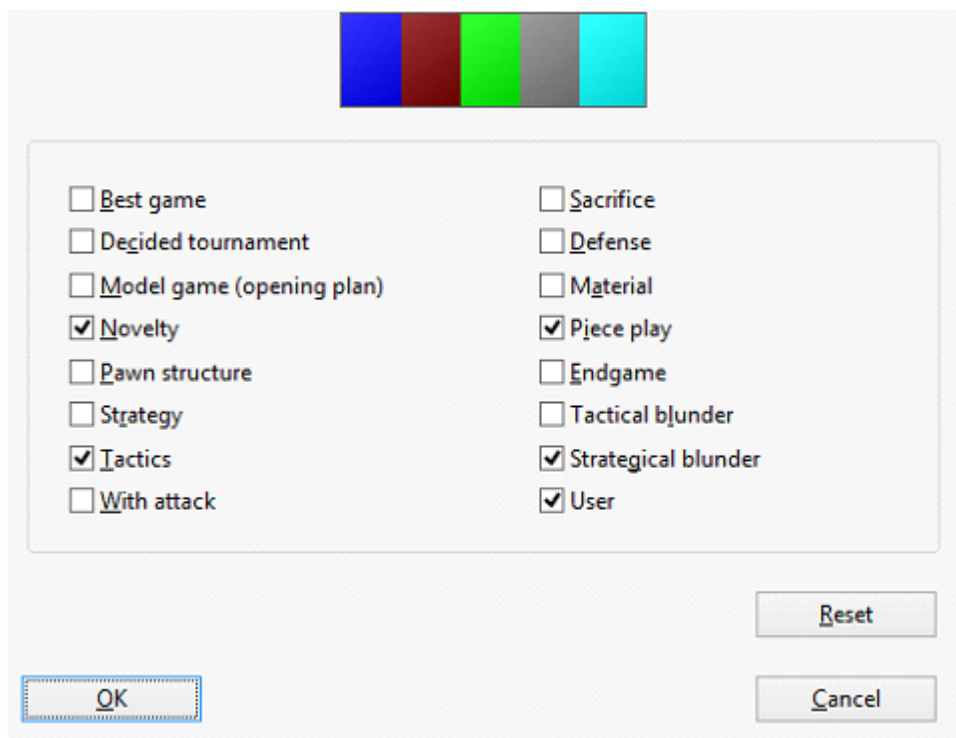 Best game
Decided tournament
Model game (opening plan)
Novelty
Pawn structure
Strategy
Tactics
With attack
Sacrifice
Defense
Material
Piece play
Endgame
Tactical blunder
Strategical blunder
User
Reset
OK
Cancel